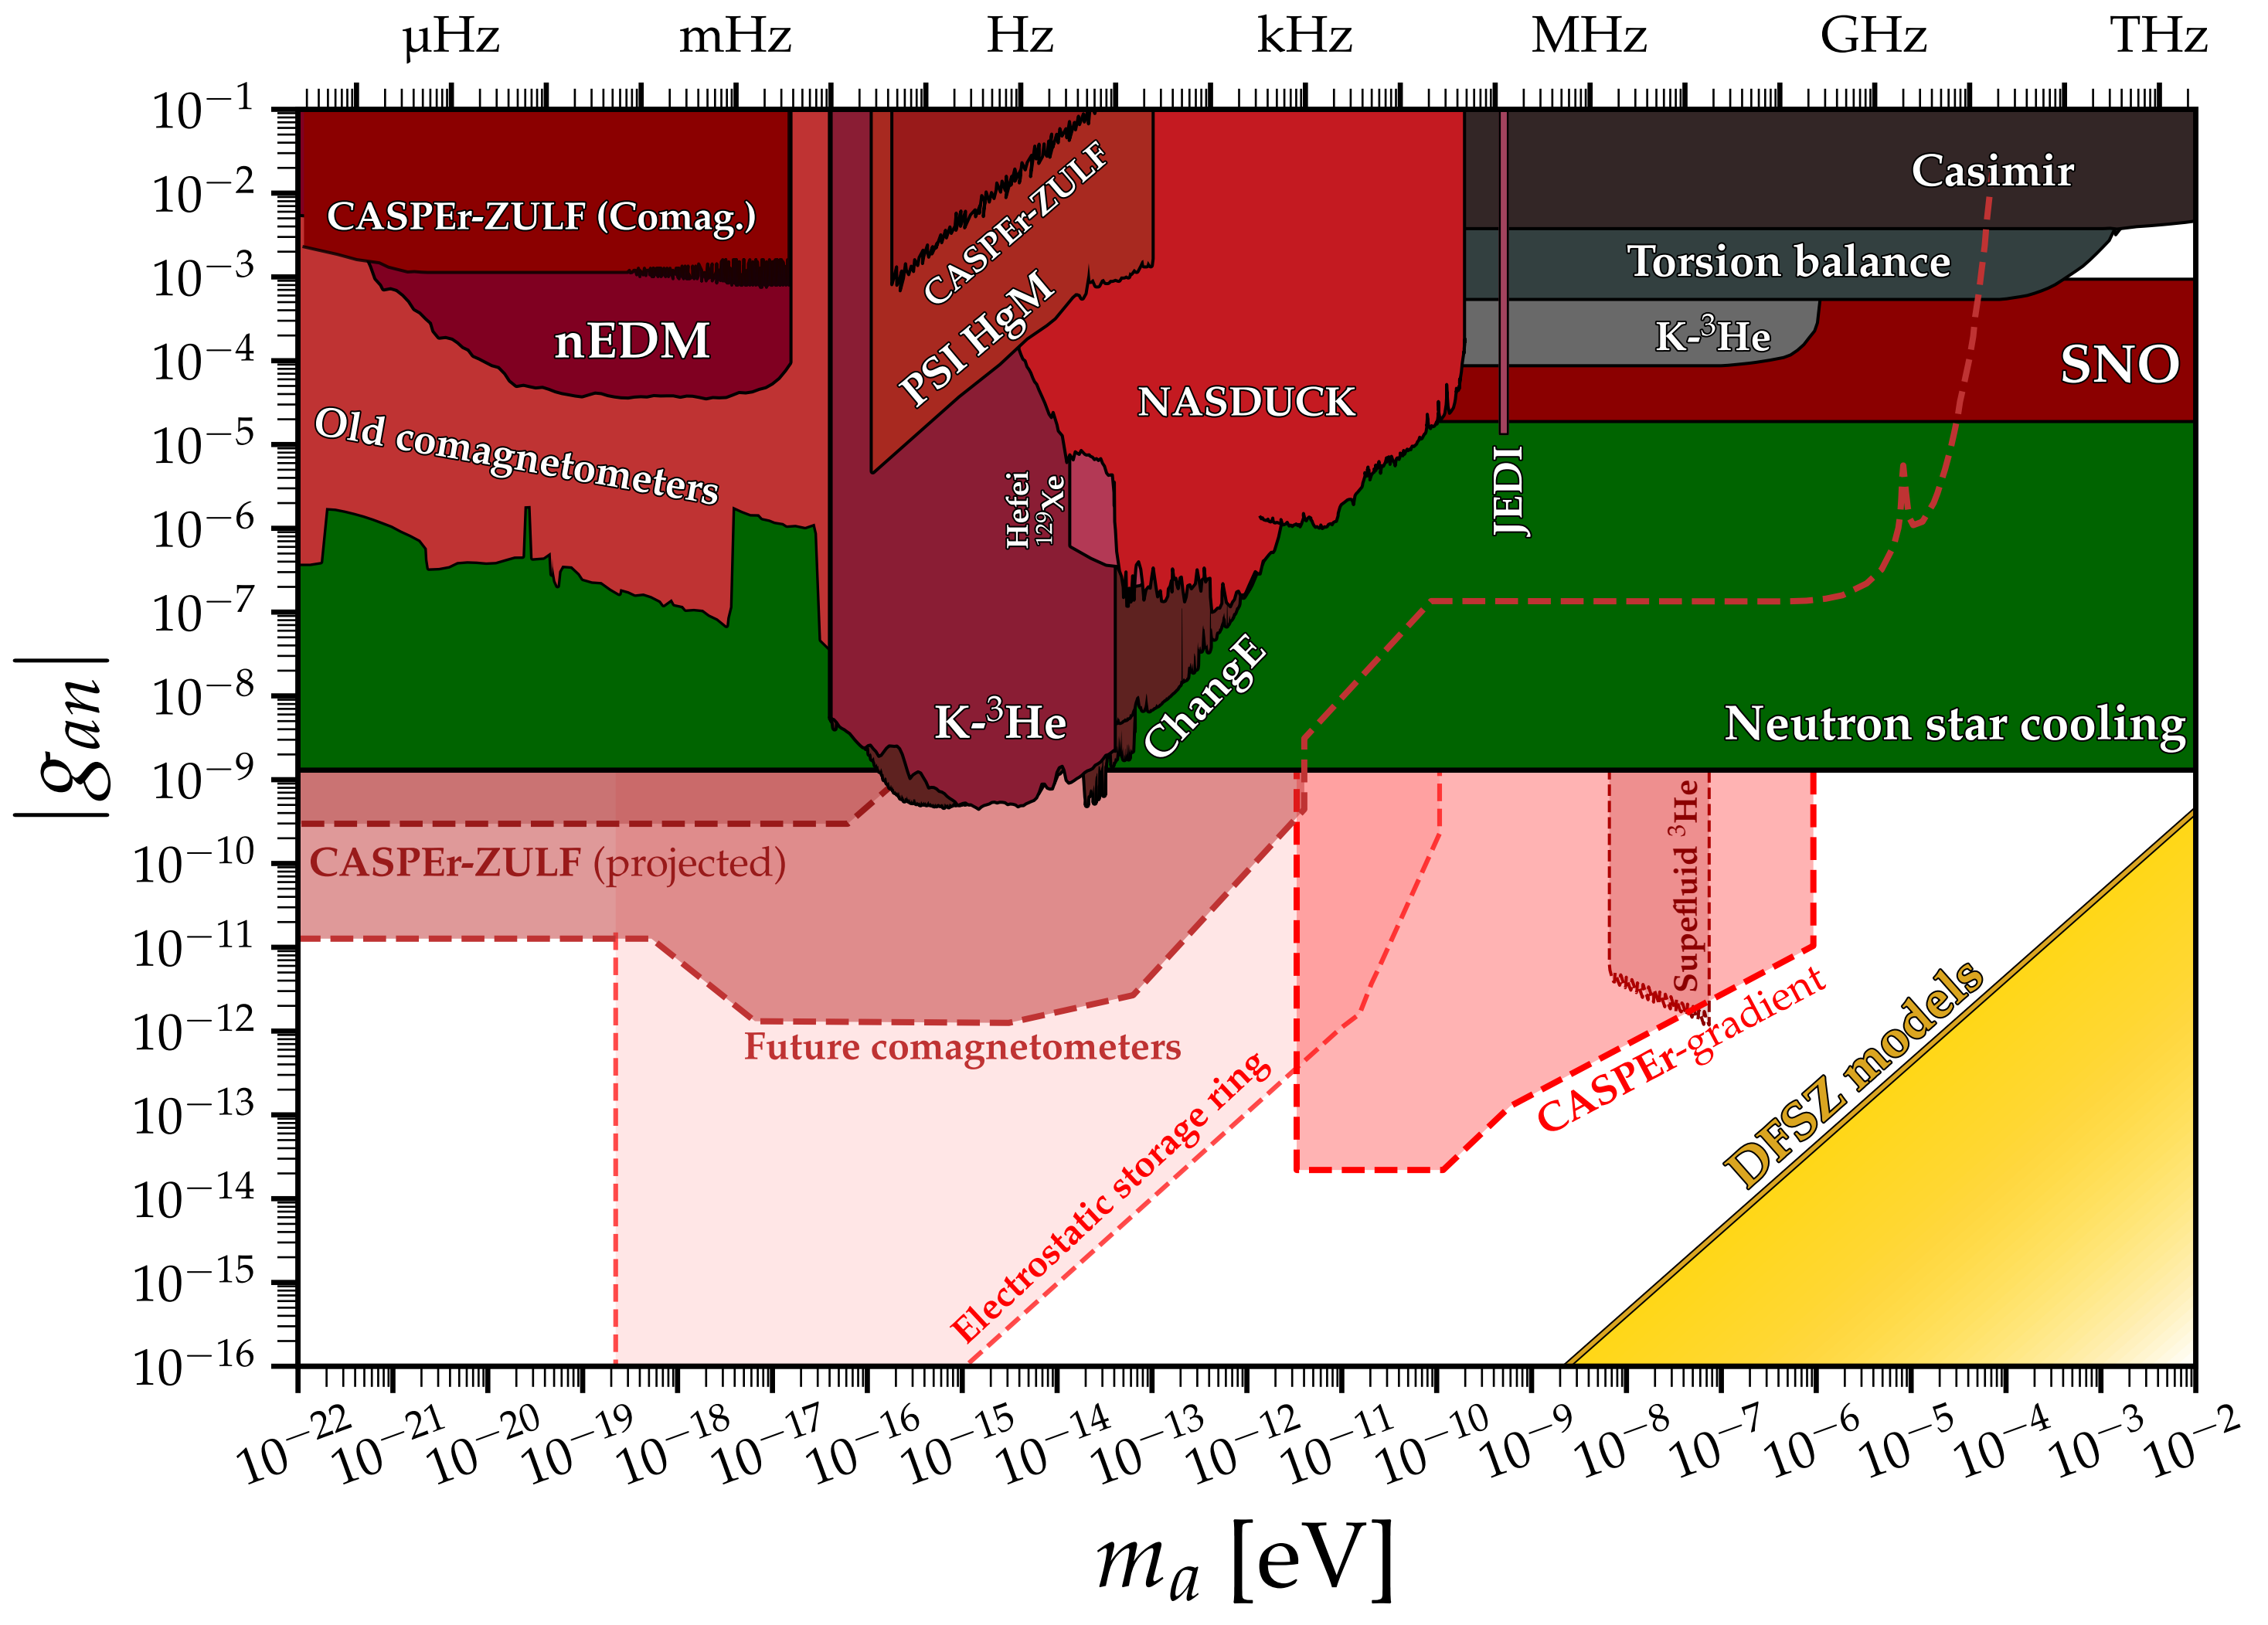 μHz mHz Hz kHz MHz GHz THz
10⁻¹
10⁻²
10⁻³
10⁻⁴
10⁻⁵
10⁻⁶
10⁻⁷
10⁻⁸
10⁻⁹
10⁻¹⁰
10⁻¹¹
10⁻¹²
10⁻¹³
10⁻¹⁴
10⁻¹⁵
10⁻¹⁶
|g_an|
CASPEr-ZULF (Comag.)
nEDM
Old comagnetometers
CASPEr-ZULF
PSI HgM
NASDUCK
Hefei
¹²⁹Xe
K-³He
ChangE
JEDI
Casimir
Torsion balance
K-³He
SNO
Neutron star cooling
CASPEr-ZULF (projected)
Future comagnetometers
Electrostatic storage ring
Supefluid ³He
CASPEr-gradient
DFSZ models
10⁻²² 10⁻²¹ 10⁻²⁰ 10⁻¹⁹ 10⁻¹⁸ 10⁻¹⁷ 10⁻¹⁶ 10⁻¹⁵ 10⁻¹⁴ 10⁻¹³ 10⁻¹² 10⁻¹¹ 10⁻¹⁰ 10⁻⁹ 10⁻⁸ 10⁻⁷ 10⁻⁶ 10⁻⁵ 10⁻⁴ 10⁻³ 10⁻²
m_a [eV]